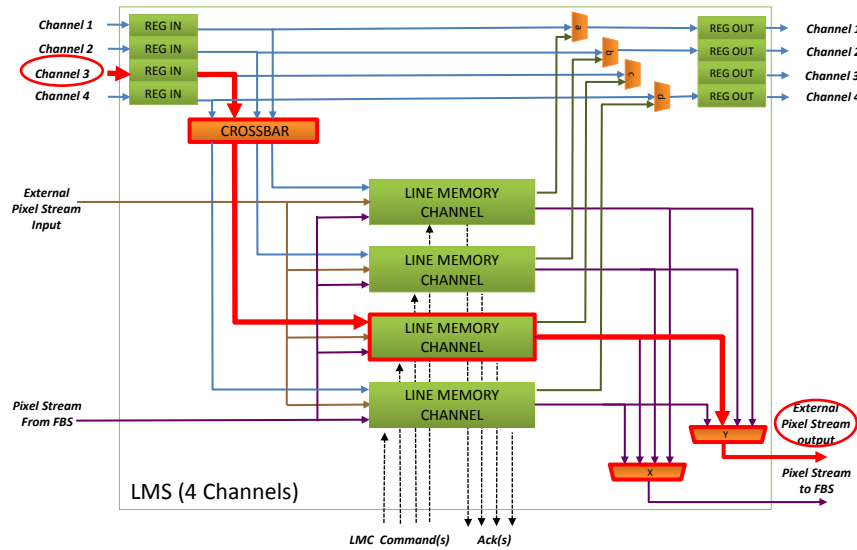 Channel 1
REG IN
a
REG OUT
Channel 1
Channel 2
REG IN
b
REG OUT
Channel 2
Channel 3
REG IN
c
REG OUT
Channel 3
Channel 4
REG IN
d
REG OUT
Channel 4
CROSSBAR
External
Pixel Stream
Input
LINE MEMORY
CHANNEL
LINE MEMORY
CHANNEL
LINE MEMORY
CHANNEL
LINE MEMORY
CHANNEL
Pixel Stream
From FBS
External
Pixel Stream
output
Y
X
Pixel Stream
to FBS
LMS (4 Channels)
LMC Command(s)
Ack(s)